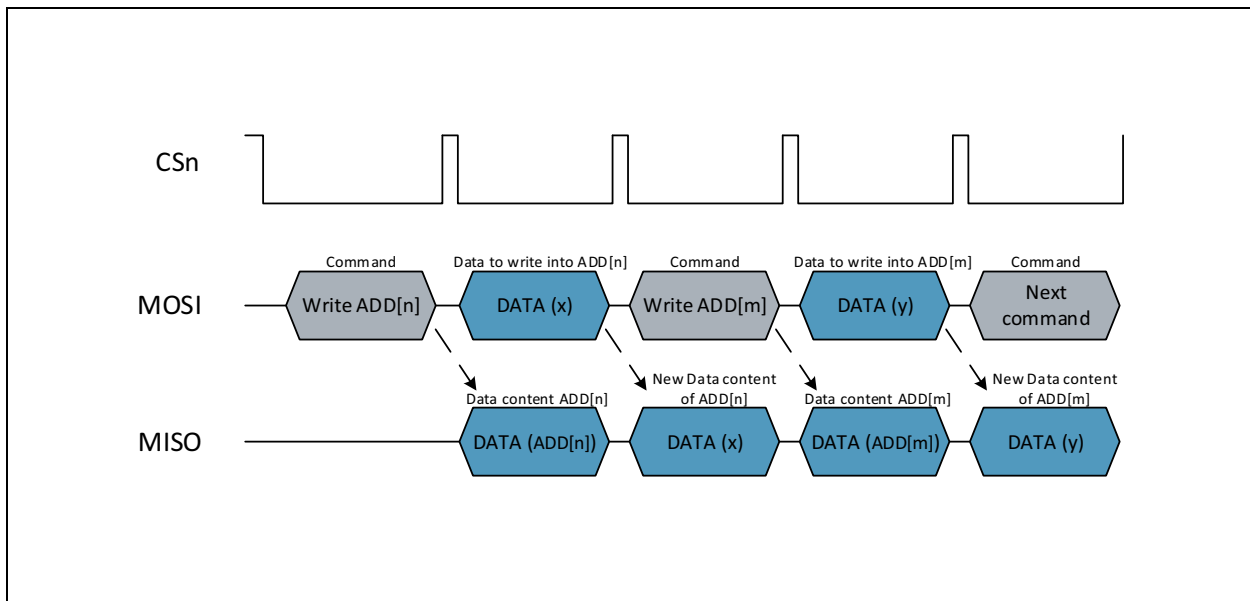 CSn
Command
Data to write into ADD[n]
Command
Data to write into ADD[m]
Command
MOSI
Write ADD[n]
DATA (x)
Write ADD[m]
DATA (y)
Next
command
New Data content
of ADD[n]
New Data content
of ADD[m]
Data content ADD[n]
Data content ADD[m]
MISO
DATA (ADD[n])
DATA (x)
DATA (ADD[m])
DATA (y)